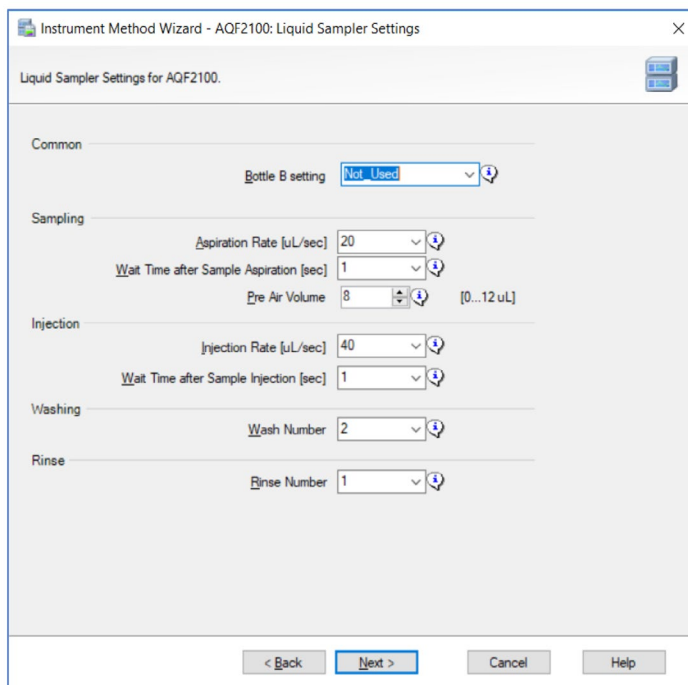 Instrument Method Wizard - AQF2100: Liquid Sampler Settings
Liquid Sampler Settings for AQF2100.
Common
Bottle B setting Not_Used
Sampling
Aspiration Rate [uL/sec] 20
Wait Time after Sample Aspiration [sec] 1
Pre Air Volume 8 [0...12 uL]
Injection
Injection Rate [uL/sec] 40
Wait Time after Sample Injection [sec] 1
Washing
Wash Number 2
Rinse
Rinse Number 1
< Back Next > Cancel Help